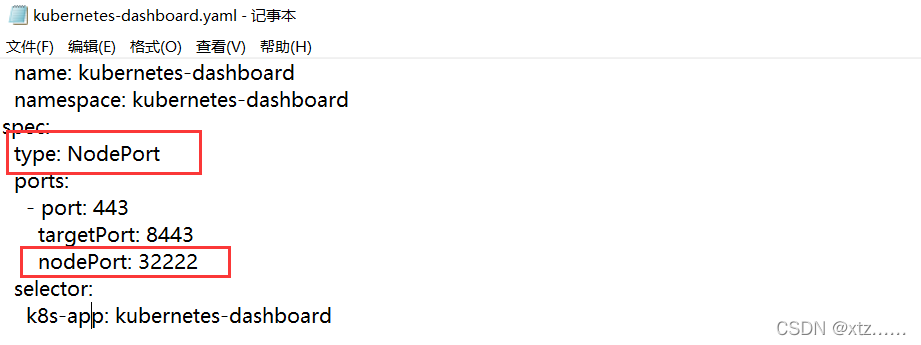 kubernetes-dashboard.yaml - 记事本
文件(F) 编辑(E) 格式(O) 查看(V) 帮助(H)
name: kubernetes-dashboard
namespace: kubernetes-dashboard
spec:
type: NodePort
ports:
- port: 443
targetPort: 8443
nodePort: 32222
selector:
k8s-app: kubernetes-dashboard
CSDN @xtz......